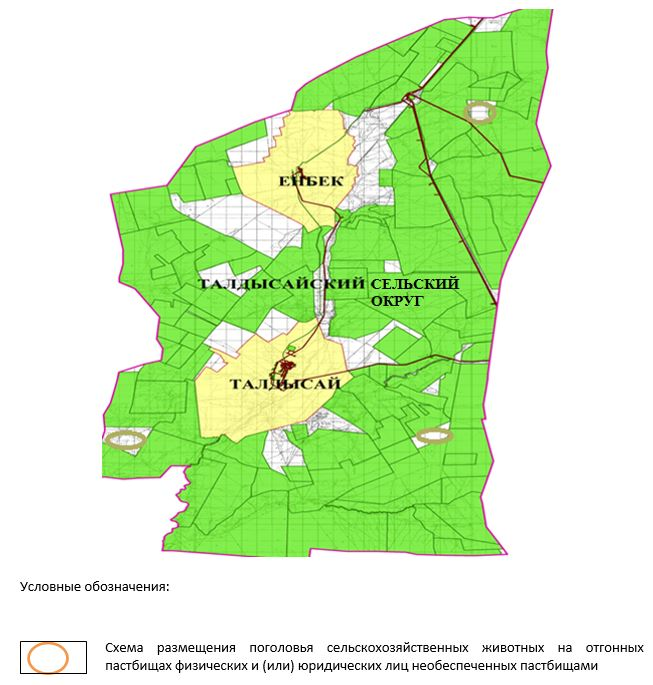 ЕНБЕК
ТАЛДЫСАЙСКИЙ СЕЛЬСКИЙ
ОКРУГ
ТАЛДЫСАЙ
Условные обозначения:
Схема размещения поголовья сельскохозяйственных животных на отгонных
пастбищах физических и (или) юридических лиц необеспеченных пастбищами